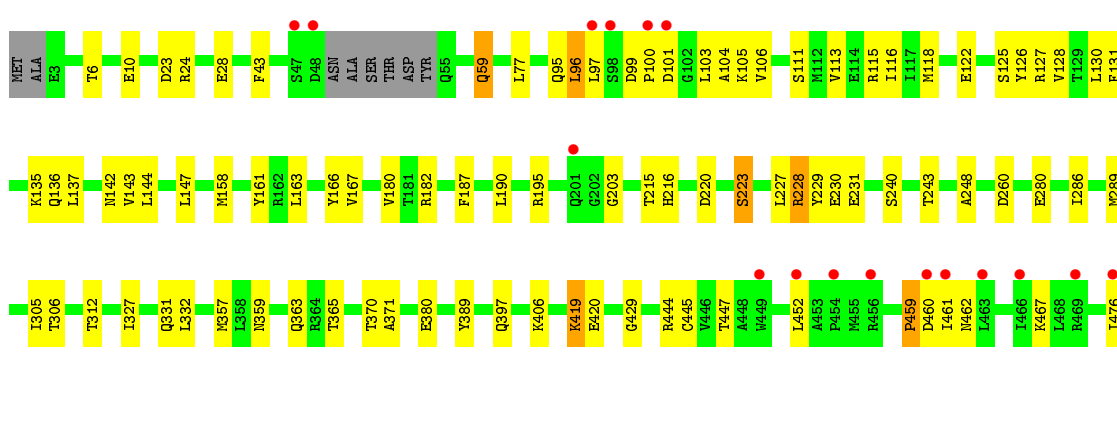 MET ALA E3 T6 E10 D23 R24 E28 F43 S47 D48 ASN ALA SER THR ASP TYR Q55 Q59 L77 Q95 L96 L97 S98 D99 P100 D101 G102 L103 A104 K105 V106 S111 M112 V113 E114 R115 I116 I117 M118 E122 S125 Y126 R127 V128 T129 L130 E131
K135 Q136 L137 N142 V143 L144 L147 M158 Y161 R162 L163 Y166 V167 V180 T181 R182 F187 L190 R195 Q201 G202 G203 T215 H216 D220 S223 L227 R228 Y229 E230 E231 S240 T243 A248 D260 E280 I286 M289
I305 T306 T312 I327 Q331 L332 M357 L358 N359 Q363 R364 T365 T370 A371 E380 Y389 Q397 K406 K419 E420 G429 R444 C445 V446 T447 A448 W449 L452 A453 P454 M455 R456 P459 D460 I461 N462 L463 I466 K467 L468 R469 I476